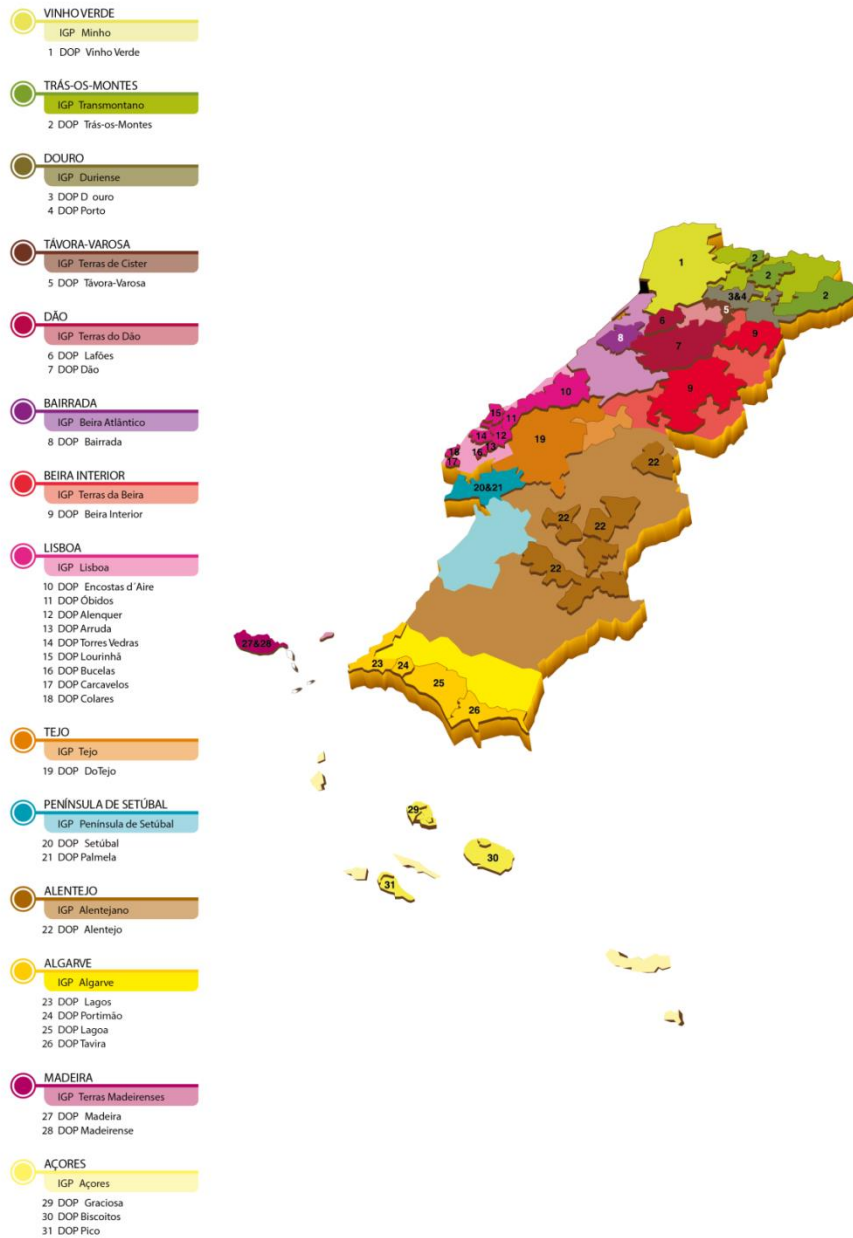 VINHO VERDE
IGP Minho
1 DOP Vinho Verde
TRÁS-OS-MONTES
IGP Transmontano
2 DOP Trás-os-Montes
DOURO
IGP Duriense
3 DOP D ouro
4 DOP Porto
TÁVORA-VAROSA
IGP Terras de Cister
5 DOP Távora-Varosa
DÃO
IGP Terras do Dão
6 DOP Lafões
7 DOP Dão
BAIRRADA
IGP Beira Atlântico
8 DOP Bairrada
BEIRA INTERIOR
IGP Terras da Beira
9 DOP Beira Interior
LISBOA
IGP Lisboa
10 DOP Encostas d´Aire
11 DOP Óbidos
12 DOP Alenquer
13 DOP Arruda
14 DOP Torres Vedras
15 DOP Lourinhã
16 DOP Bucelas
17 DOP Carcavelos
18 DOP Colares
TEJO
IGP Tejo
19 DOP DoTejo
PENÍNSULA DE SETÚBAL
IGP Península de Setúbal
20 DOP Setúbal
21 DOP Palmela
ALENTEJO
IGP Alentejano
22 DOP Alentejo
ALGARVE
IGP Algarve
23 DOP Lagos
24 DOP Portimão
25 DOP Lagoa
26 DOP Tavira
MADEIRA
IGP Terras Madeirenses
27 DOP Madeira
28 DOP Madeirense
AÇORES
IGP Açores
29 DOP Graciosa
30 DOP Biscoitos
31 DOP Pico
1
2
2
3&4
2
5
6
8
7
9
9
10
15
11
14
12
13
16
18
17
19
22
20&21
22
22
22
27&28
23
24
25
26
29
30
31